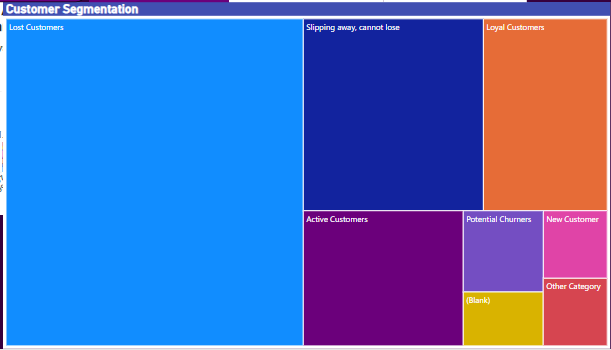 Customer Segmentation
Lost Customers
Slipping away, cannot lose
Loyal Customers
Active Customers
Potential Churners
New Customer
(Blank)
Other Category